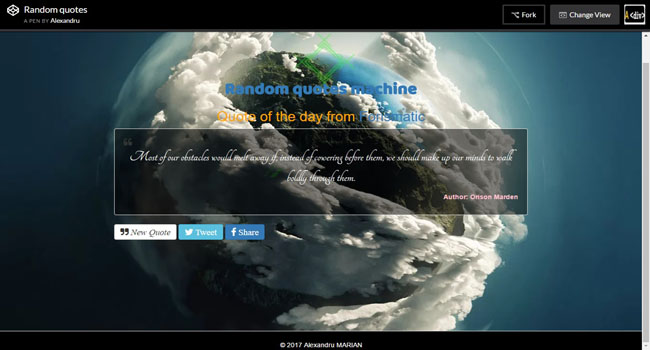 Random quotes
A PEN BY Alexandru
Fork
Change View
Random quotes machine
Quote of the day from Forismatic
Most of our obstacles would melt away if, instead of cowering before them, we should make up our minds to walk
boldly through them.
Author: Orison Marden
New Quote
Tweet
Share
© 2017 Alexandru MARIAN